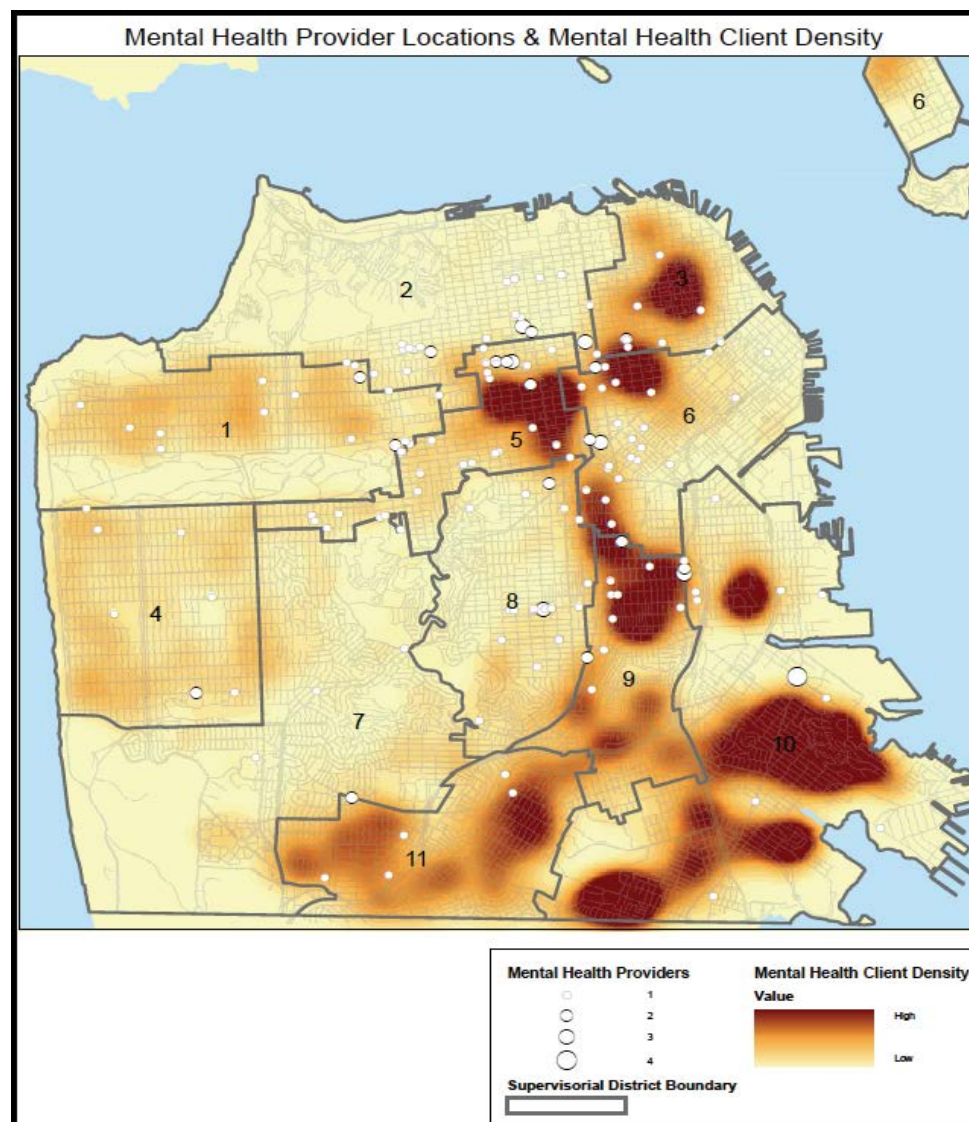 Mental Health Provider Locations & Mental Health Client Density
6
2
3
1
5
6
4
8
9
7
10
11
Mental Health Providers
1
2
3
4
Supervisorial District Boundary
Mental Health Client Density
Value
High
Low